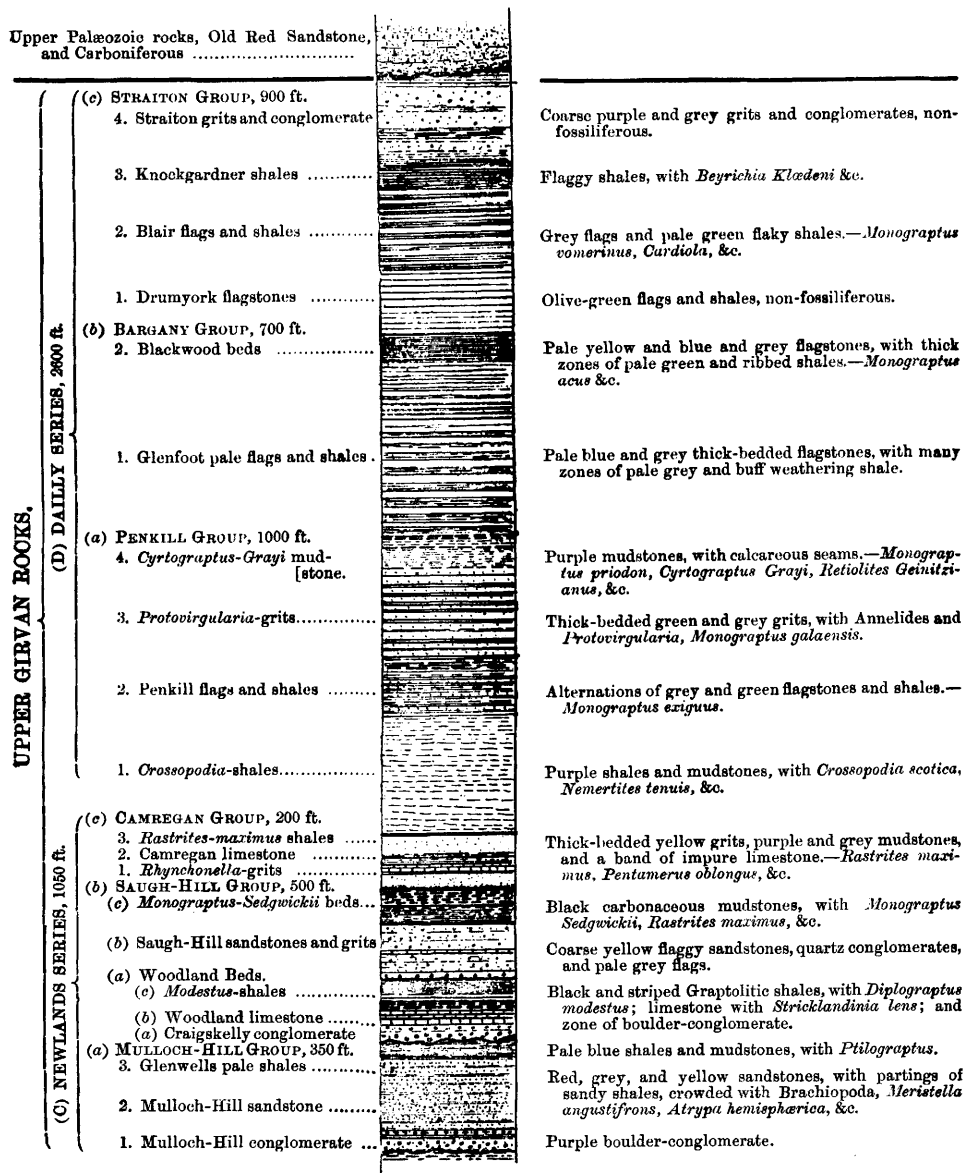 Upper Palæozoic rocks, Old Red Sandstone,
and Carboniferous ............................
UPPER GIRVAN ROCKS.
(D) DAILLY SERIES, 2600 ft.
(c) STRAITON GROUP, 900 ft.
4. Straiton grits and conglomerate
Coarse purple and grey grits and conglomerates, non-
fossiliferous.
3. Knockgardner shales ............
Flaggy shales, with Beyrichia Klœdeni &c.
2. Blair flags and shales ............
Grey flags and pale green flaky shales.—Monograptus
vomerinus, Cardiola, &c.
1. Drumyork flagstones ............
Olive-green flags and shales, non-fossiliferous.
(b) BARGANY GROUP, 700 ft.
2. Blackwood beds ..................
Pale yellow and blue and grey flagstones, with thick
zones of pale green and ribbed shales.—Monograptus
acus &c.
1. Glenfoot pale flags and shales .
Pale blue and grey thick-bedded flagstones, with many
zones of pale grey and buff weathering shale.
(a) PENKILL GROUP, 1000 ft.
4. Cyrtograptus-Grayi mud-
[stone.
Purple mudstones, with calcareous seams.—Monograp-
tus priodon, Cyrtograptus Grayi, Retiolites Geinitzi-
anus, &c.
3. Protovirgularia-grits...............
Thick-bedded green and grey grits, with Annelides and
Protovirgularia, Monograptus galaensis.
2. Penkill flags and shales .........
Alternations of grey and green flagstones and shales.—
Monograptus exiguus.
1. Crossopodia-shales..................
Purple shales and mudstones, with Crossopodia scotica,
Nemertites tenuis, &c.
(C) NEWLANDS SERIES, 1050 ft.
(c) CAMREGAN GROUP, 200 ft.
3. Rastrites-maximus shales ......
2. Camregan limestone ............
1. Rhynchonella-grits ...............
Thick-bedded yellow grits, purple and grey mudstones,
and a band of impure limestone.—Rastrites maxi-
mus, Pentamerus oblongus, &c.
(b) SAUGH-HILL GROUP, 500 ft.
(c) Monograptus-Sedgwickii beds...
Black carbonaceous mudstones, with Monograptus
Sedgwickii, Rastrites maximus, &c.
(b) Saugh-Hill sandstones and grits
Coarse yellow flaggy sandstones, quartz conglomerates,
and pale grey flags.
(a) Woodland Beds.
(c) Modestus-shales ...............
(b) Woodland limestone .........
(a) Craigskelly conglomerate
Black and striped Graptolitic shales, with Diplograptus
modestus; limestone with Stricklandinia lens; and
zone of boulder-conglomerate.
(a) MULLOCH-HILL GROUP, 350 ft.
3. Glenwells pale shales ............
Pale blue shales and mudstones, with Ptilograptus.
2. Mulloch-Hill sandstone .........
Red, grey, and yellow sandstones, with partings of
sandy shales, crowded with Brachiopoda, Meristella
angustifrons, Atrypa hemisphærica, &c.
1. Mulloch-Hill conglomerate ...
Purple boulder-conglomerate.